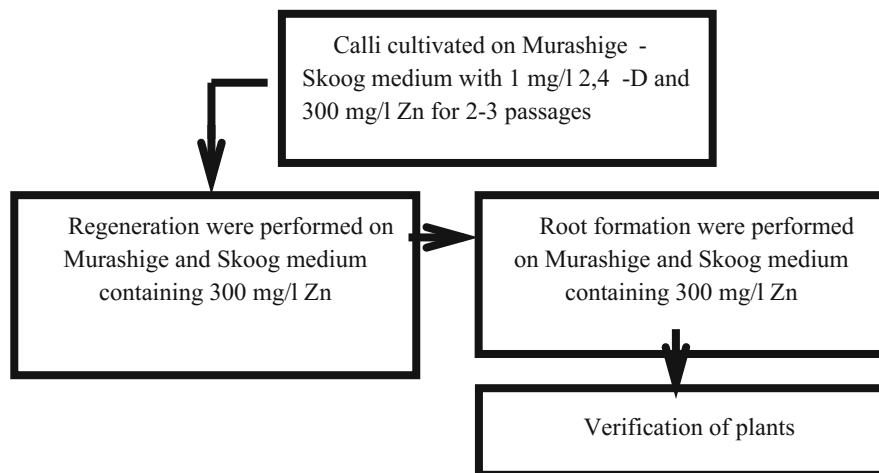 Calli cultivated on Murashige -
Skoog medium with 1 mg/l 2,4 -D and
300 mg/l Zn for 2-3 passages
Regeneration were performed on
Murashige and Skoog medium
containing 300 mg/l Zn
Root formation were performed
on Murashige and Skoog medium
containing 300 mg/l Zn
Verification of plants